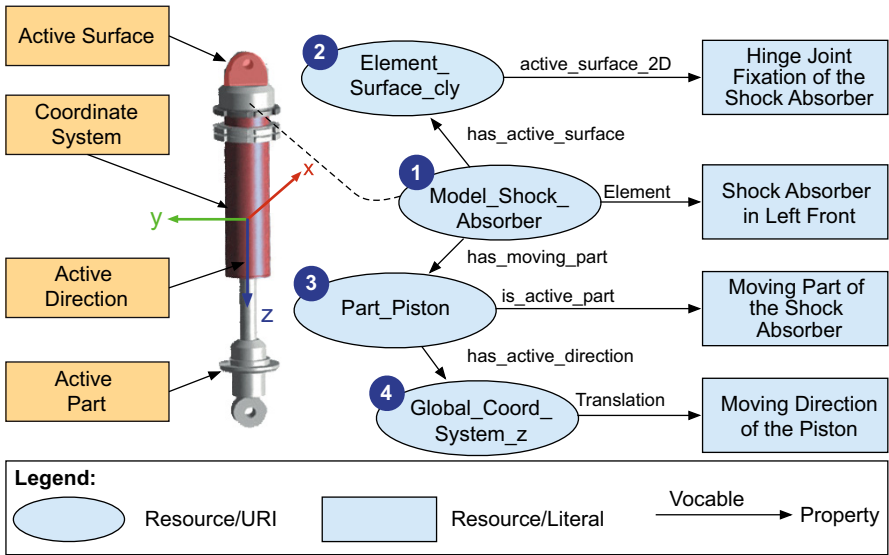 Active Surface
Coordinate
System
Active
Direction
Active
Part
x
y
z
2
Element_
Surface_cly
active_surface_2D
Hinge Joint
Fixation of the
Shock Absorber
has_active_surface
1
Model_Shock_
Absorber
Element
Shock Absorber
in Left Front
has_moving_part
3
Part_Piston
is_active_part
Moving Part of
the Shock
Absorber
has_active_direction
4
Global_Coord_
System_z
Translation
Moving Direction
of the Piston
Legend:
Resource/URI
Resource/Literal
Vocable
Property